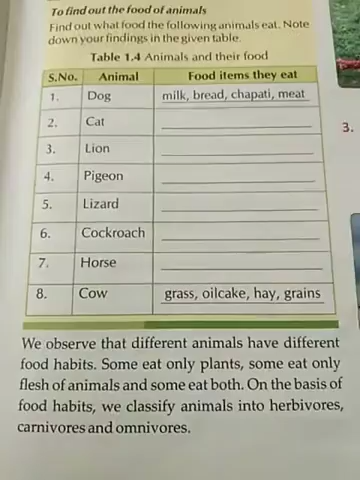 To find out the food of animals
Find out what food the following animals eat. Note
down your findings in the given table.
Table 1.4 Animals and their food
S.No. Animal Food items they eat
1. Dog milk, bread, chapati, meat
2. Cat
3. Lion
4. Pigeon
5. Lizard
6. Cockroach
7. Horse
8. Cow grass, oilcake, hay, grains
We observe that different animals have different
food habits. Some eat only plants, some eat only
flesh of animals and some eat both. On the basis of
food habits, we classify animals into herbivores,
carnivores and omnivores.
3.